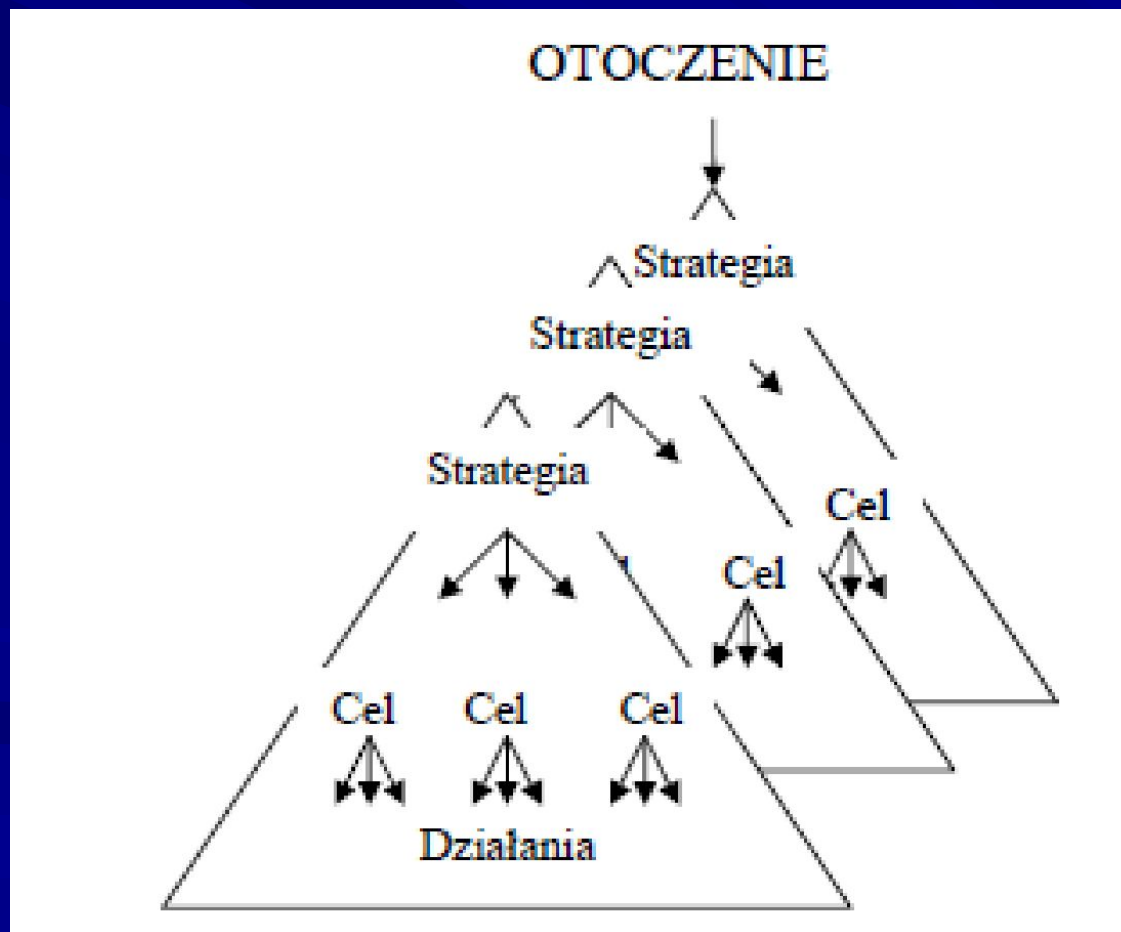 OTOCZENIE
Strategia
Strategia
Strategia
Cel
Cel
Cel Cel Cel
Działania